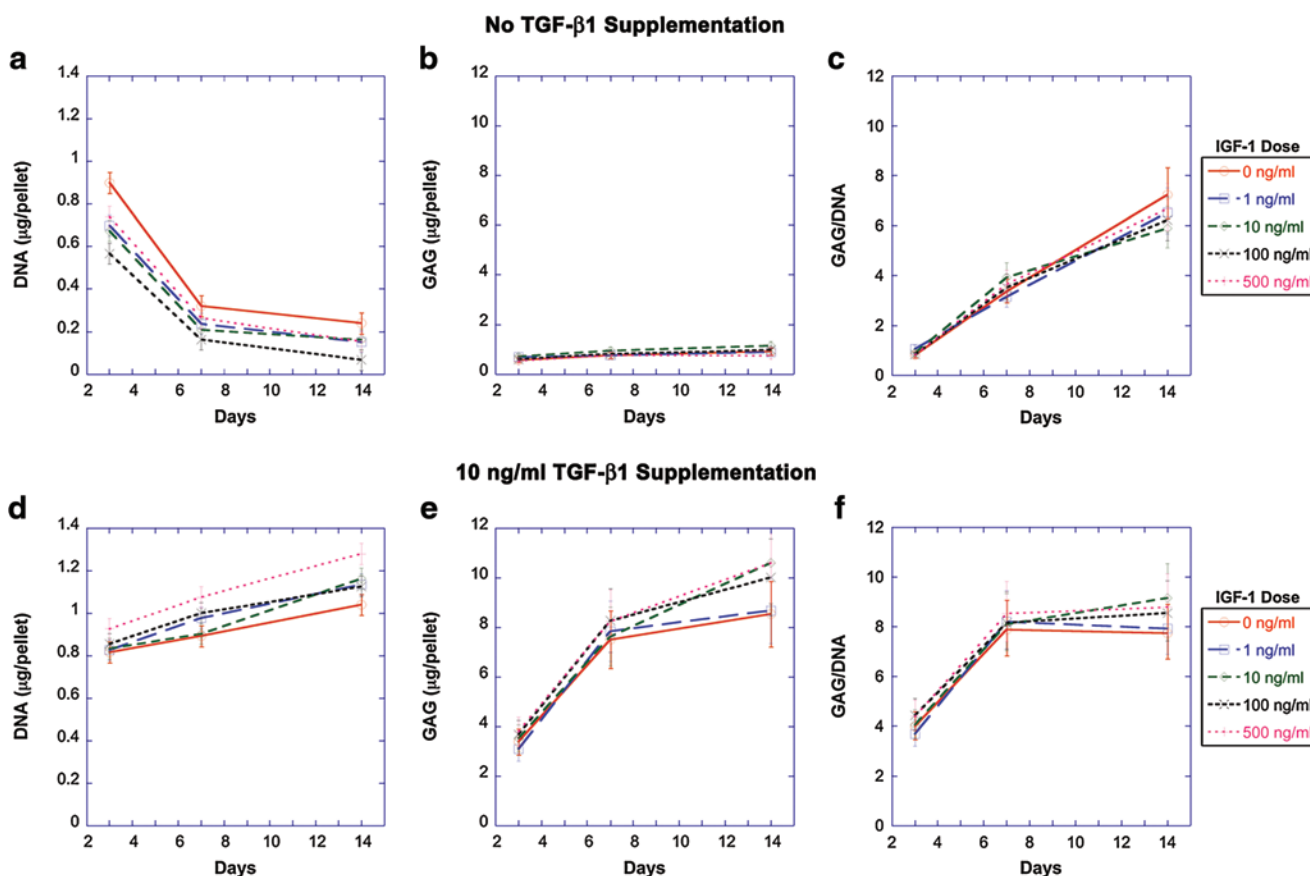 No TGF-β1 Supplementation
a
1.4
1.2
1
0.8
0.6
0.4
0.2
0
DNA (μg/pellet)
2 4 6 8 10 12 14
Days
b
12
10
8
6
4
2
0
GAG (μg/pellet)
2 4 6 8 10 12 14
Days
c
12
10
8
6
4
2
0
GAG/DNA
2 4 6 8 10 12 14
Days
IGF-1 Dose
0 ng/ml
1 ng/ml
10 ng/ml
100 ng/ml
500 ng/ml
10 ng/ml TGF-β1 Supplementation
d
1.4
1.2
1
0.8
0.6
0.4
0.2
0
DNA (μg/pellet)
2 4 6 8 10 12 14
Days
e
12
10
8
6
4
2
0
GAG (μg/pellet)
2 4 6 8 10 12 14
Days
f
12
10
8
6
4
2
0
GAG/DNA
2 4 6 8 10 12 14
Days
IGF-1 Dose
0 ng/ml
1 ng/ml
10 ng/ml
100 ng/ml
500 ng/ml